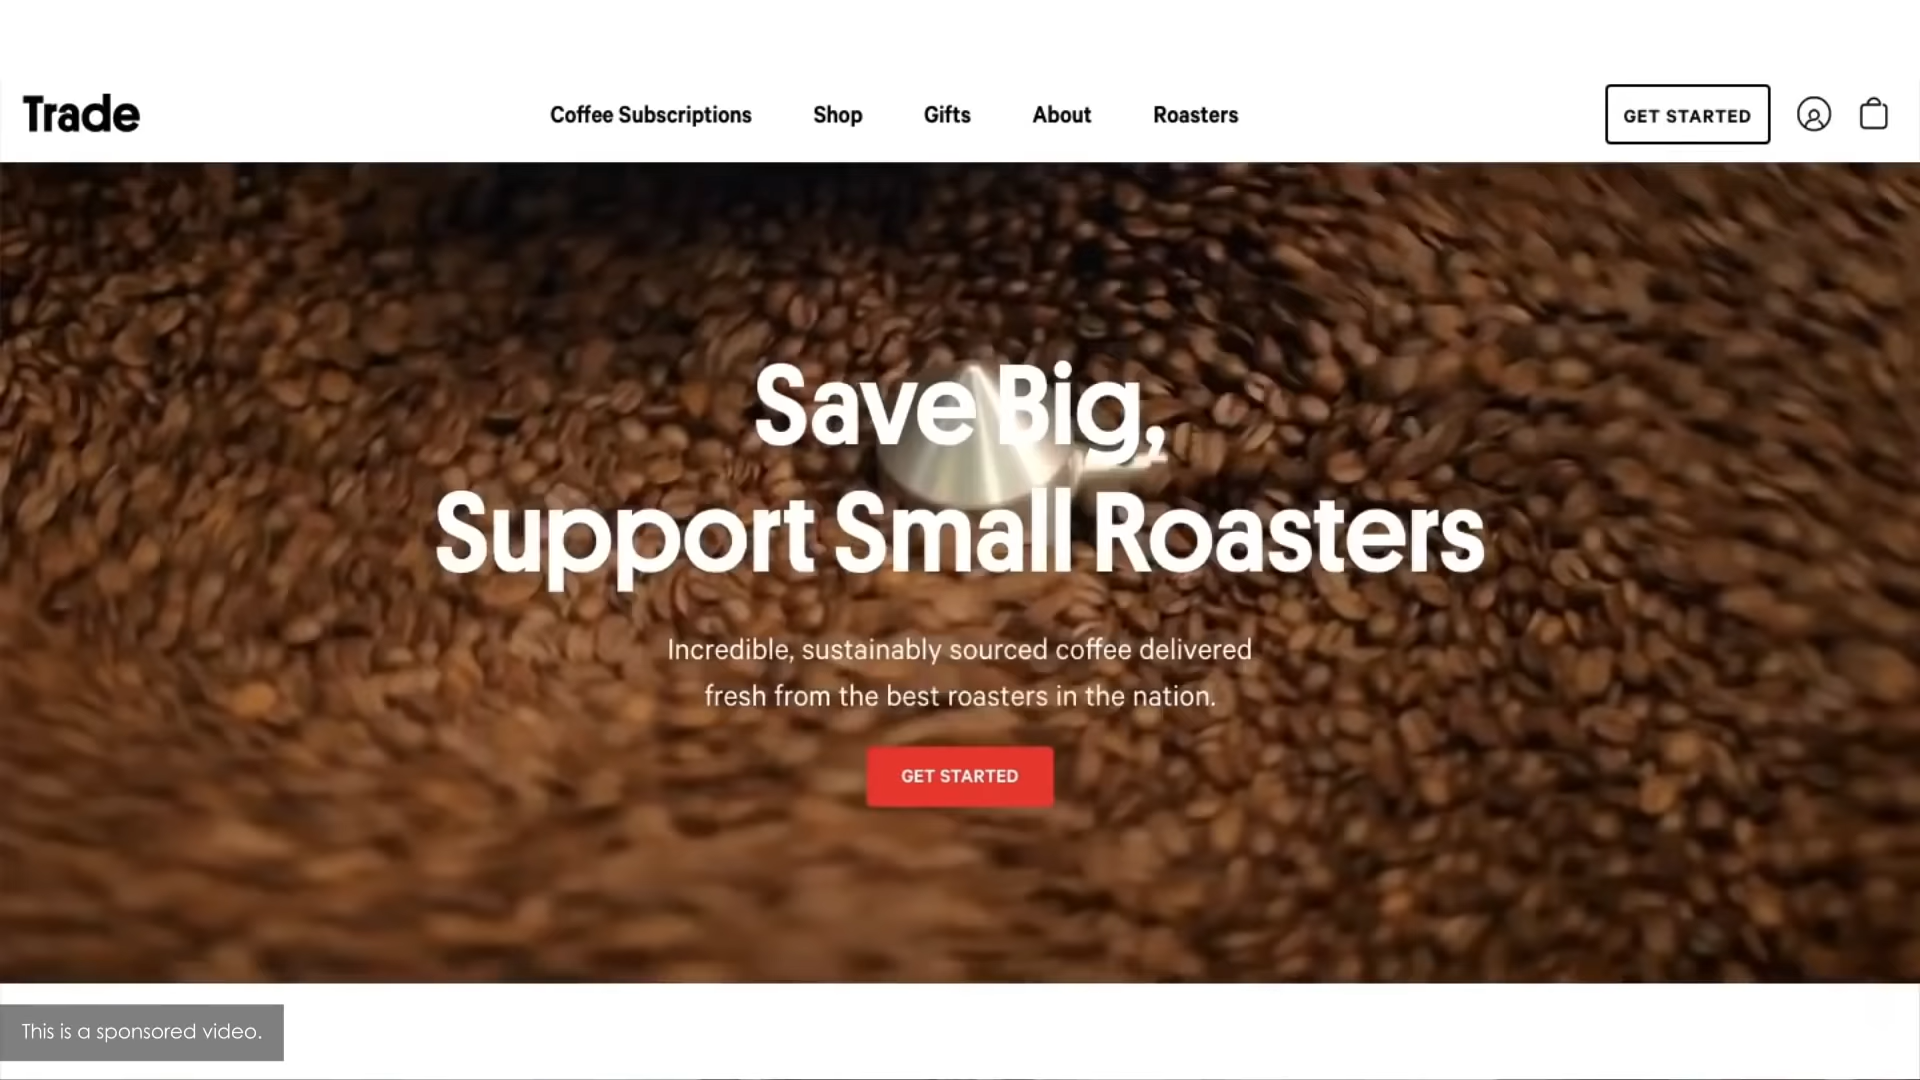 Trade
Coffee Subscriptions
Shop
Gifts
About
Roasters
GET STARTED
Save Big,
Support Small Roasters
Incredible, sustainably sourced coffee delivered
fresh from the best roasters in the nation.
GET STARTED
This is a sponsored video.